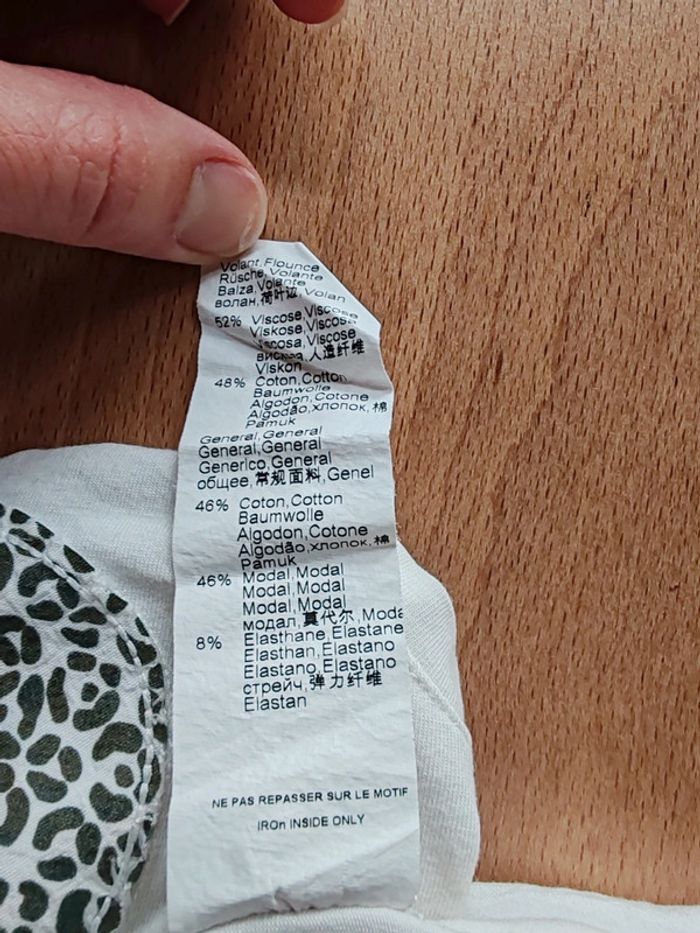 Volant,Flounce
Rüsche,Volante
Balza,Volante
волан,荷叶边,Volan
52% Viscose,Viscose
Viskose,Viscosa
Viscosa,Viscose
вискоза,人造纤维
Viskon
48% Coton,Cotton
Baumwolle
Algodon,Cotone
Algodão,хлопок,棉
Pamuk
General,General
General,General
Generico,General
общее,常规面料,Genel
46% Coton,Cotton
Baumwolle
Algodon,Cotone
Algodão,хлопок,棉
Pamuk
46% Modal,Modal
Modal,Modal
Modal,Modal
модал,莫代尔,Moda
8% Elasthane,Elastane
Elasthan,Elastano
Elastano,Elastano
стрейч,弹力纤维
Elastan
NE PAS REPASSER SUR LE MOTIF
IROn INSIDE ONLY